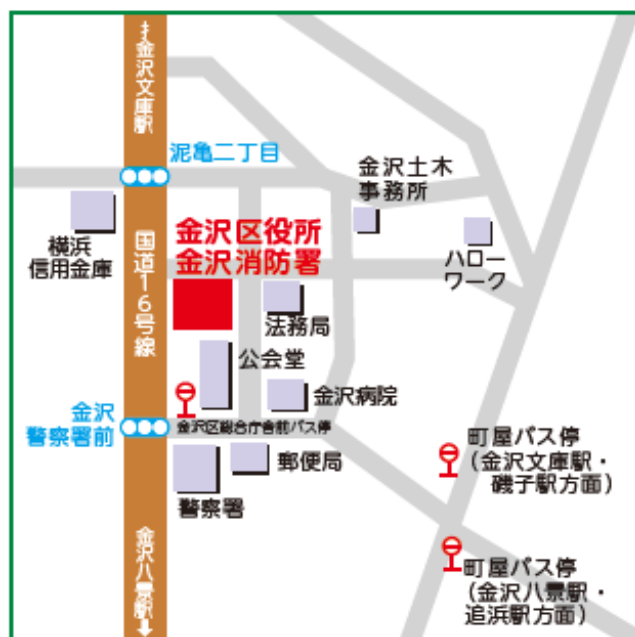 金沢文庫駅
泥亀二丁目
金沢土木
事務所
横浜
信用金庫
国道16号線
金沢区役所
金沢消防署
ハロー
ワーク
法務局
公会堂
金沢病院
金沢
警察署前
金沢区総合庁舎前バス停
郵便局
警察署
町屋バス停
（金沢文庫駅・
磯子駅方面）
金沢八景駅
町屋バス停
（金沢八景駅・
追浜駅方面）